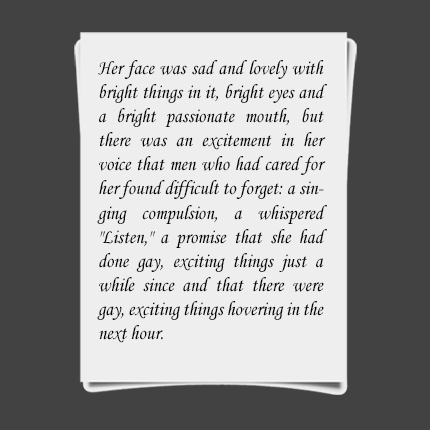 Her face was sad and lovely with
bright things in it, bright eyes and
a bright passionate mouth, but
there was an excitement in her
voice that men who had cared for
her found difficult to forget: a sin-
ging compulsion, a whispered
"Listen," a promise that she had
done gay, exciting things just a
while since and that there were
gay, exciting things hovering in the
next hour.